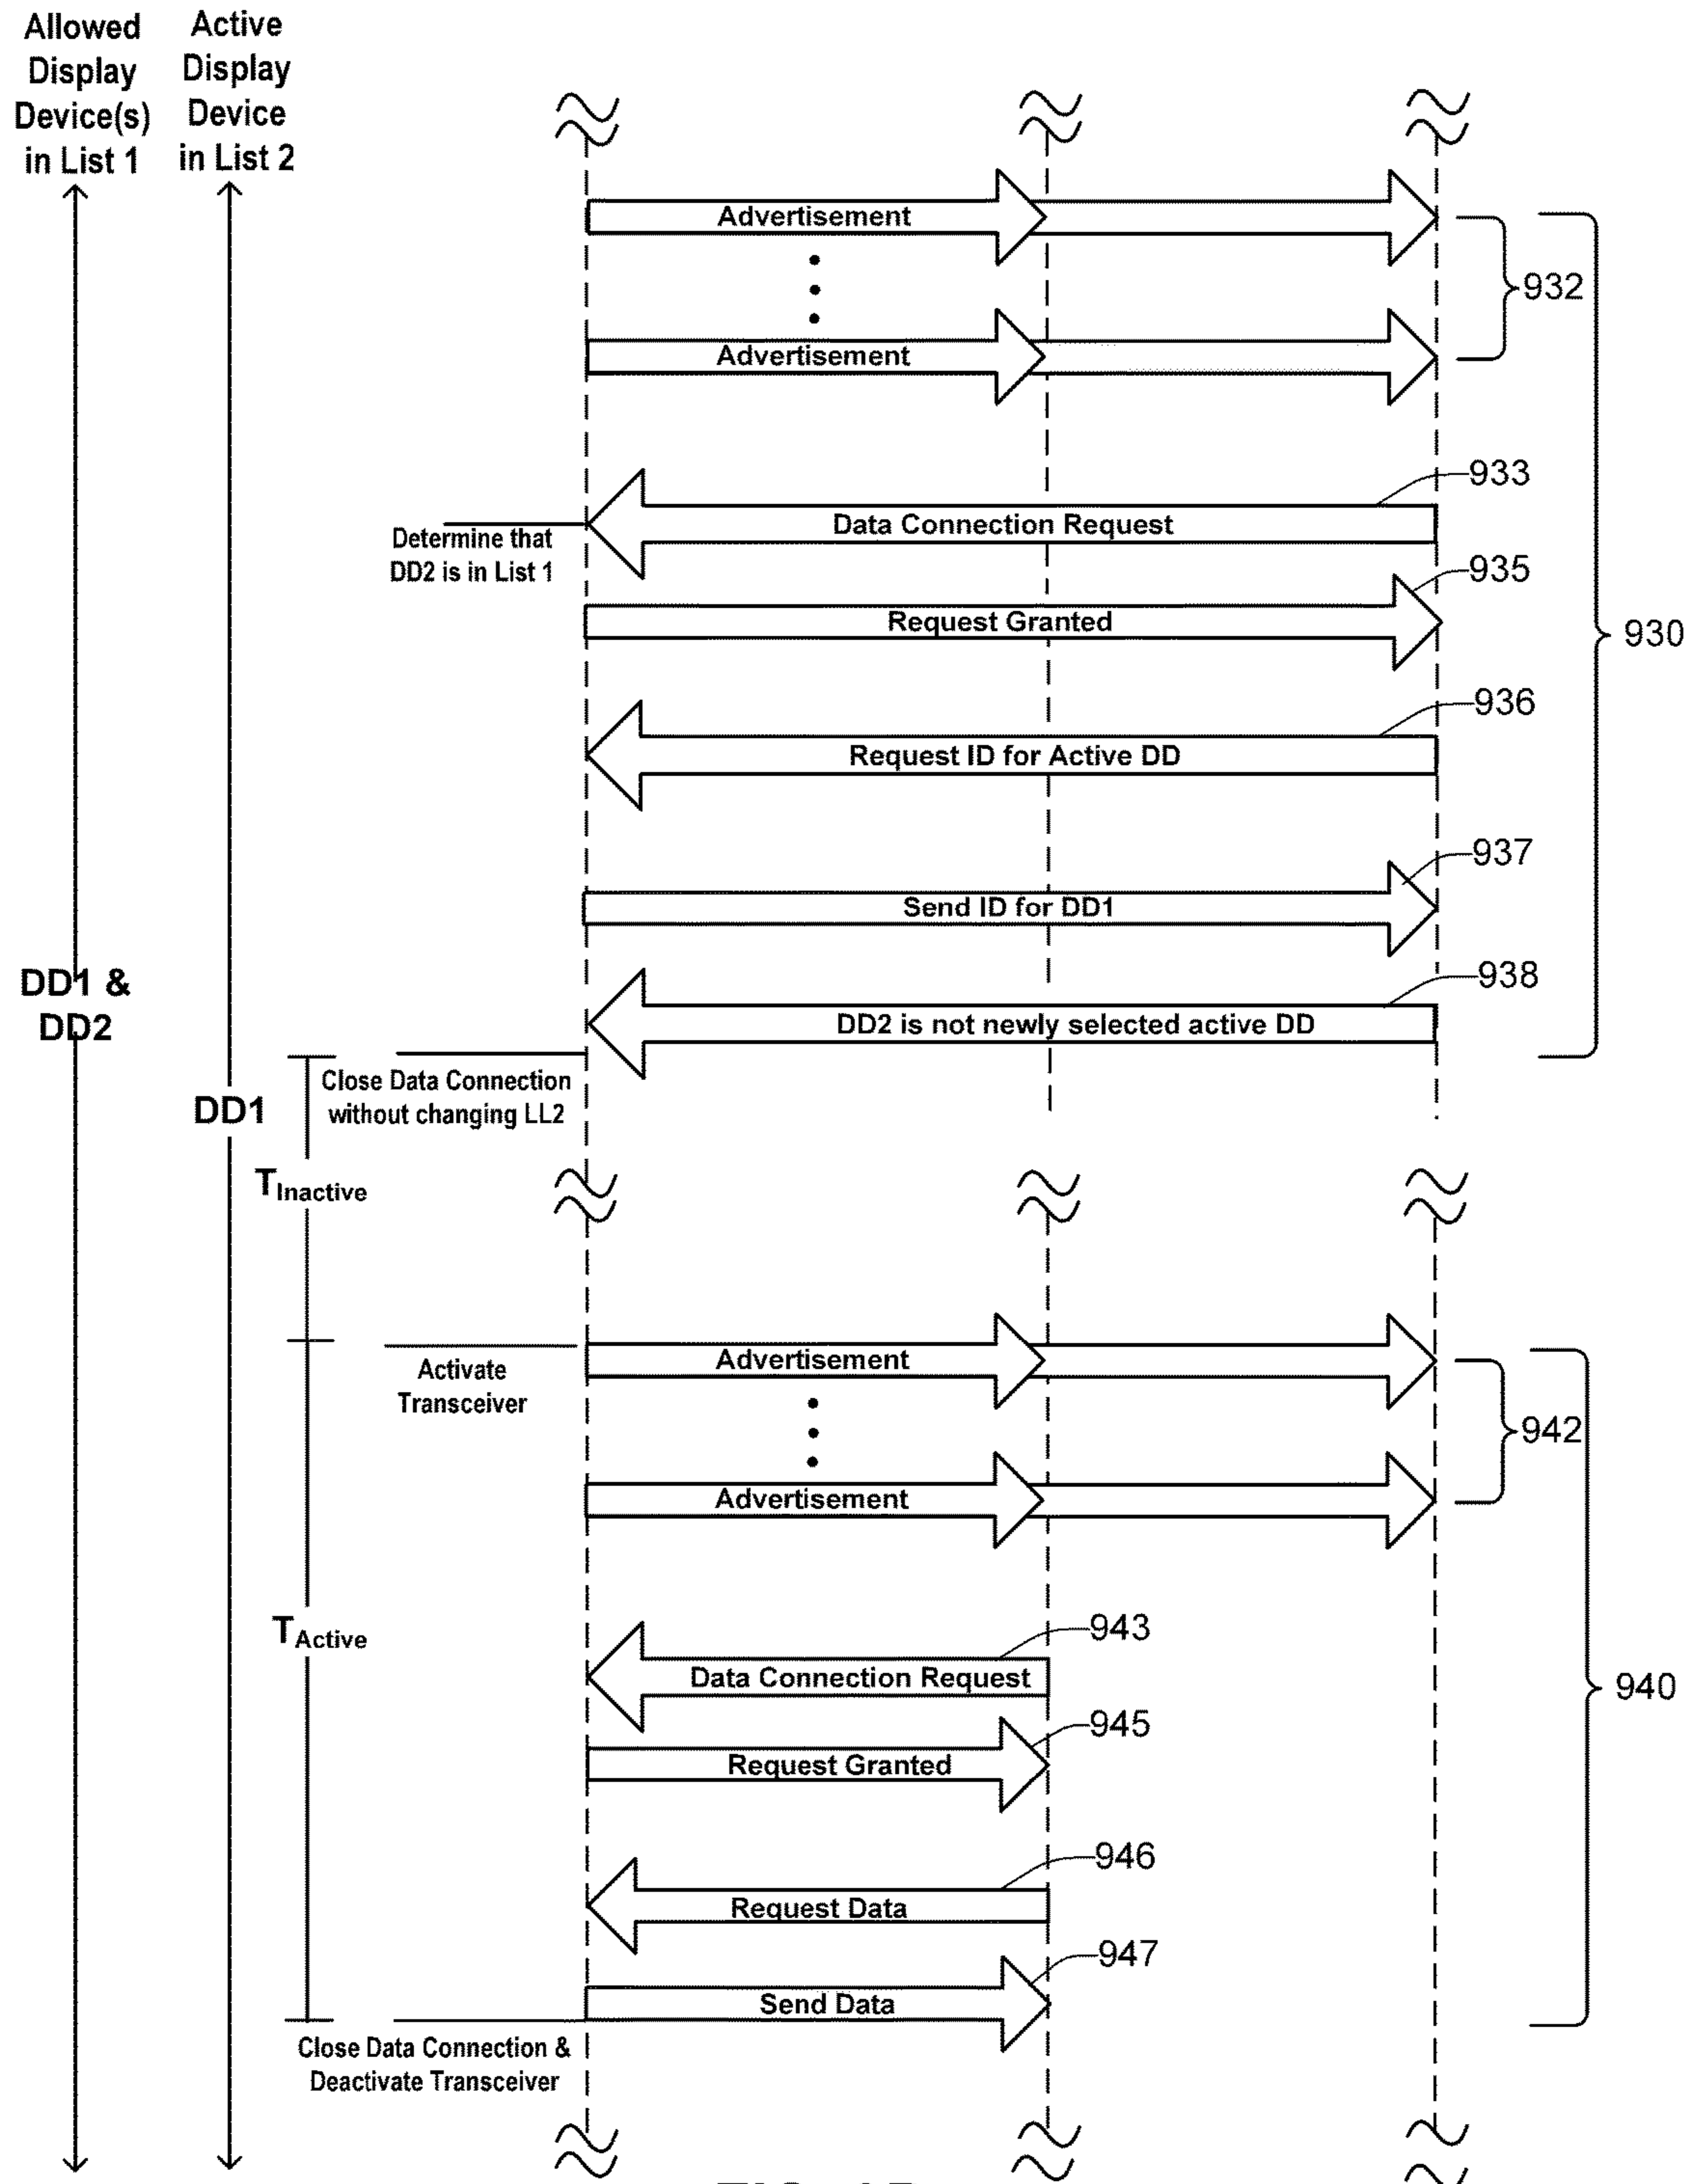 Allowed
Display
Device(s)
in List 1
Active
Display
Device
in List 2
Advertisement
932
Advertisement
933
Data Connection Request
Determine that
DD2 is in List 1
935
Request Granted
930
936
Request ID for Active DD
937
Send ID for DD1
938
DD2 is not newly selected active DD
DD1 &
DD2
Close Data Connection
without changing LL2
DD1
TInactive
Advertisement
Activate
Transceiver
942
Advertisement
TActive
943
Data Connection Request
940
945
Request Granted
946
Request Data
947
Send Data
Close Data Connection &
Deactivate Transceiver